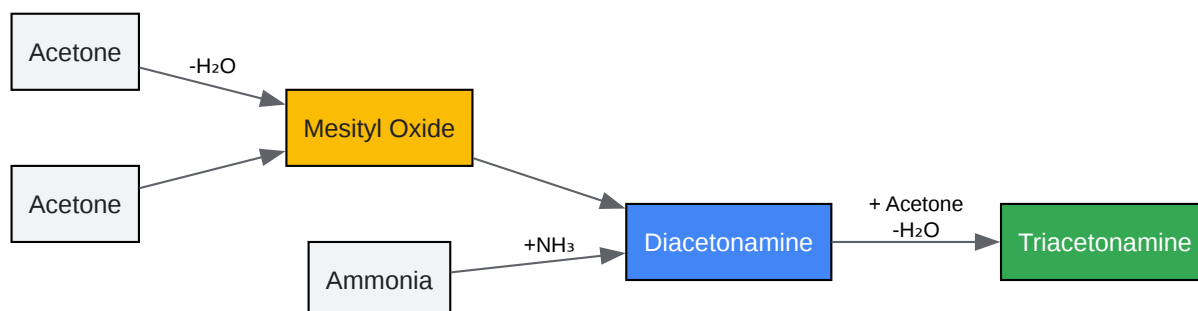 Acetone
-H₂O
Mesityl Oxide
Acetone
+ Acetone
-H₂O
Diacetonamine
Triacetonamine
+NH₃
Ammonia